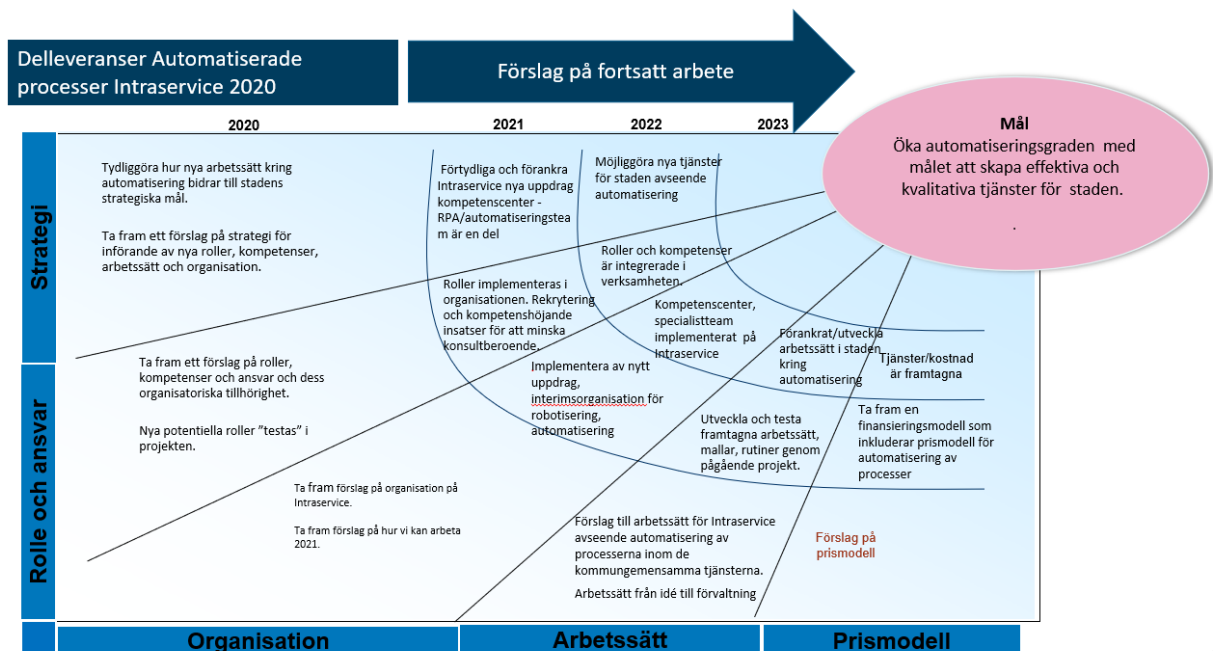 Delleveranser Automatiserade
processer Intraservice 2020
Förslag på fortsatt arbete
2020
2021
2022
2023
Mål
Öka automatiseringsgraden med
målet att skapa effektiva och
kvalitativa tjänster för staden.
.
Strategi
Tydliggöra hur nya arbetssätt kring
automatisering bidrar till stadens
strategiska mål.
Ta fram ett förslag på strategi för
införande av nya roller, kompetenser,
arbetssätt och organisation.
Förtydliga och förankra
Intraservice nya uppdrag
kompetenscenter -
RPA/automatiseringstea
m är en del
Möjliggöra nya tjänster
för staden avseende
automatisering
Rolle och ansvar
Ta fram ett förslag på roller,
kompetenser och ansvar och dess
organisatoriska tillhörighet.
Nya potentiella roller ”testas” i
projekten.
Roller implementeras i
organisationen. Rekrytering
och kompetenshöjande
insatser för att minska
konsultberoende.
Roller och kompetenser
är integrerade i
verksamheten.
Ta fram förslag på organisation på
Intraservice.
Ta fram förslag på hur vi kan arbeta
2021.
Implementera av nytt
uppdrag,
interimsorganisation för
robotisering,
automatisering
Kompetenscenter,
specialistteam
implementerat på
Intraservice
Förslag till arbetssätt för Intraservice
avseende automatisering av
processerna inom de
kommungemensamma tjänsterna.
Arbetssätt från idé till förvaltning
Utveckla och testa
framtagna arbetssätt,
mallar, rutiner genom
pågående projekt.
Förankrat/utveckla
arbetssätt i staden
kring
automatisering
Tjänster/kostnad
är framtagna
Ta fram en
finansieringsmodell som
inkluderar prismodell för
automatisering av
processer
Förslag på
prismodell
Organisation
Arbetssätt
Prismodell